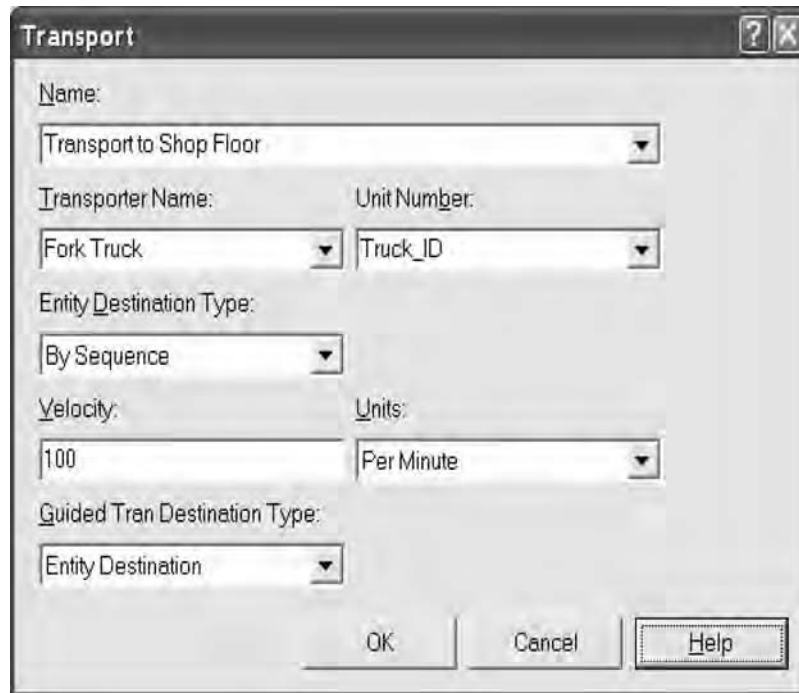 Transport
?
X
Name:
Transport to Shop Floor
Transporter Name: Unit Number:
Fork Truck Truck_ID
Entity Destination Type:
By Sequence
Velocity: Units:
100 Per Minute
Guided Tran Destination Type:
Entity Destination
OK Cancel Help